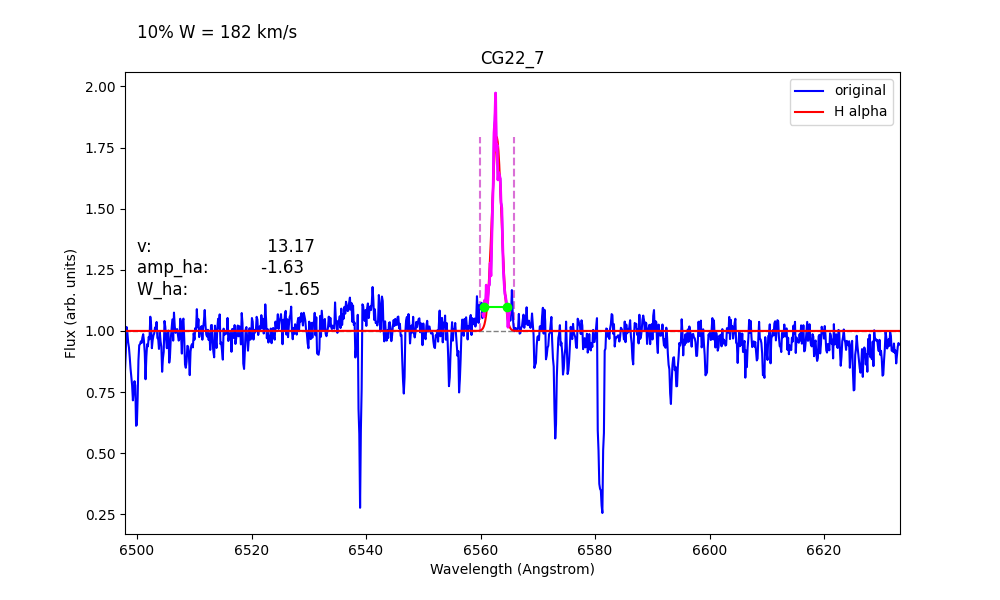 10% W = 182 km/s
CG22_7
2.00
1.75
1.50
1.25
1.00
0.75
0.50
0.25
Flux (arb. units)
original
H alpha
v: 13.17
amp_ha: -1.63
W_ha: -1.65
6500 6520 6540 6560 6580 6600 6620
Wavelength (Angstrom)